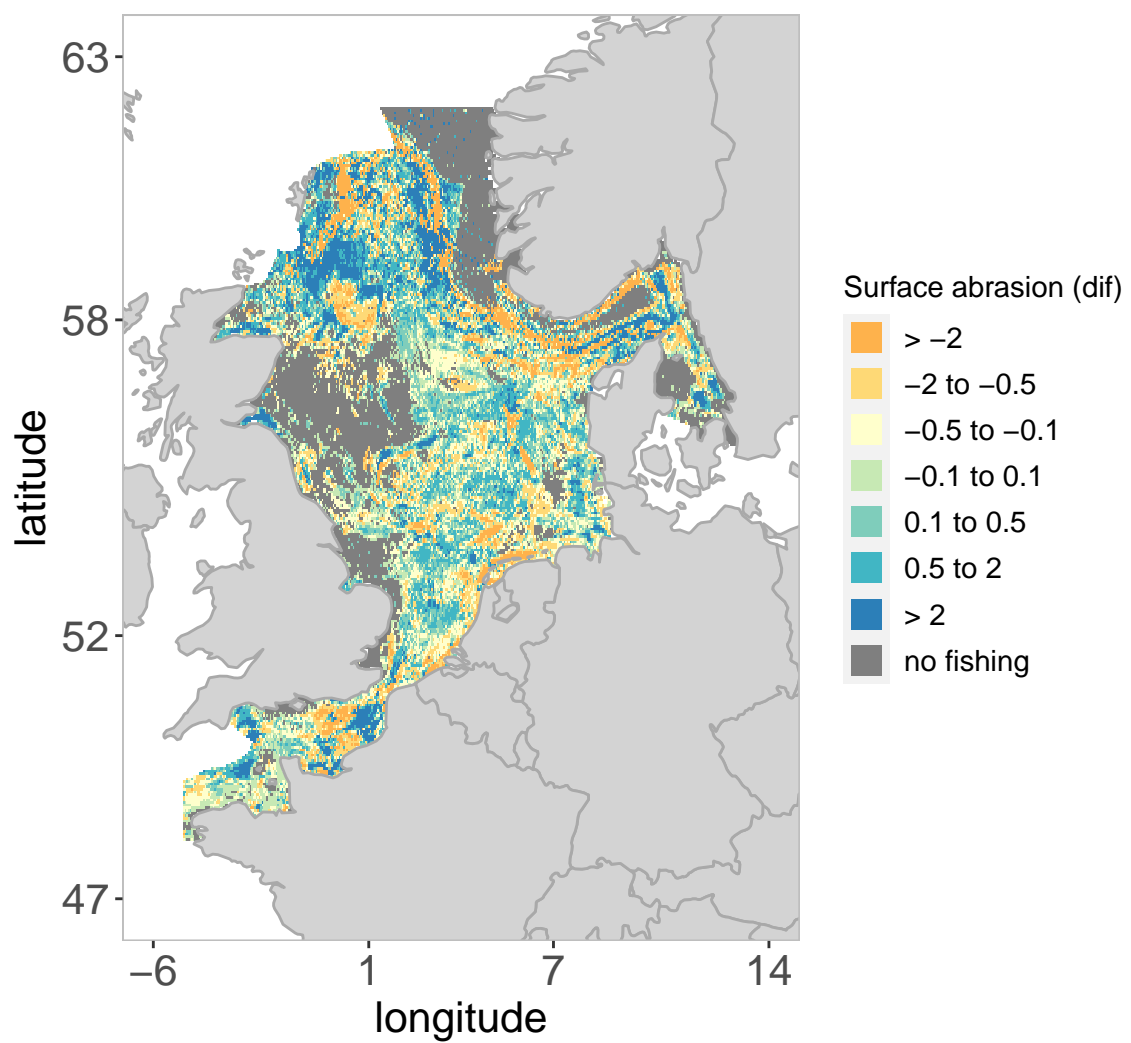 63
58
52
47
latitude
−6
1
7
14
longitude
Surface abrasion (dif)
> −2
−2 to −0.5
−0.5 to −0.1
−0.1 to 0.1
0.1 to 0.5
0.5 to 2
> 2
no fishing